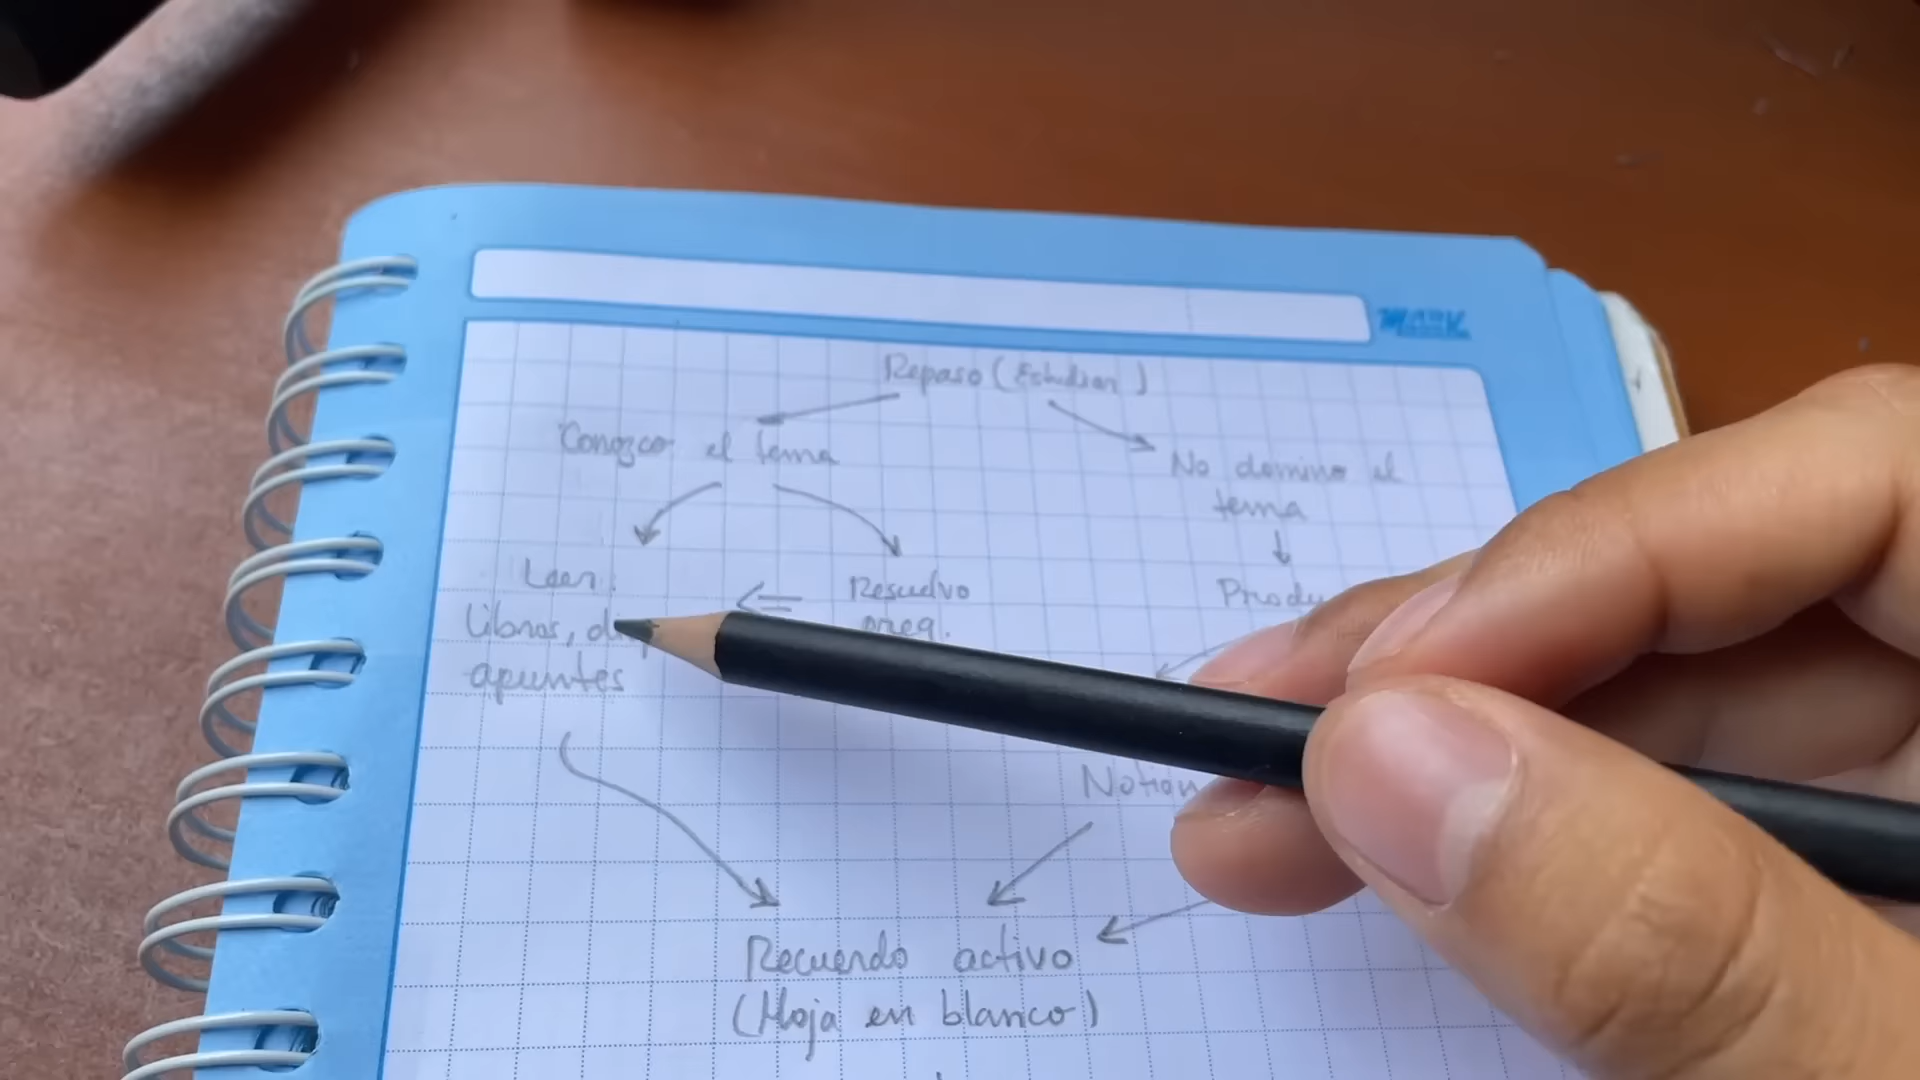 Repaso (Estudiar)
Conozco el tema
No domino el
tema
Leer:
Resuelvo
preg.
Libros,
apuntes
Notion
Recuerdo activo
(Hoja en blanco)